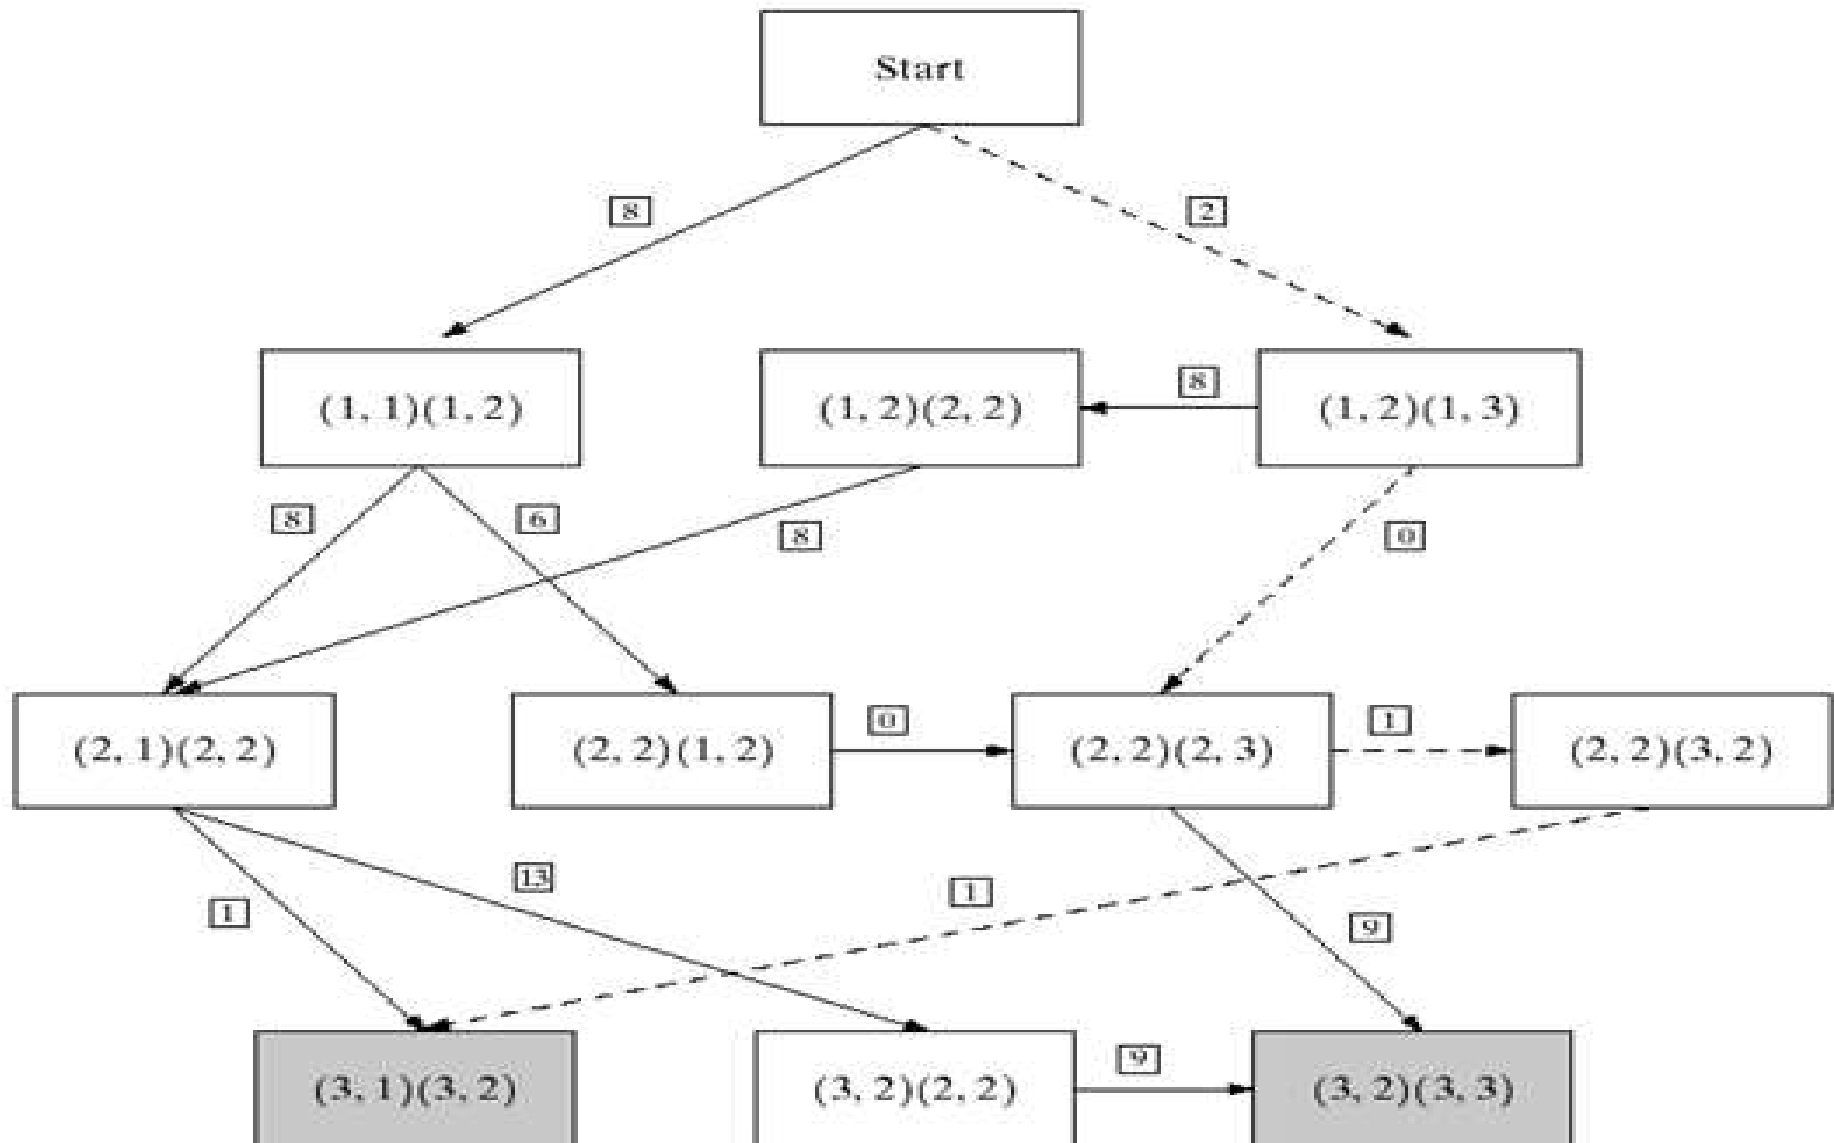 Start
8
2
8
(1, 1)(1, 2)
(1, 2)(2, 2)
(1, 2)(1, 3)
8
6
8
0
0
1
(2, 1)(2, 2)
(2, 2)(1, 2)
(2, 2)(2, 3)
(2, 2)(3, 2)
13
1
1
9
9
(3, 1)(3, 2)
(3, 2)(2, 2)
(3, 2)(3, 3)